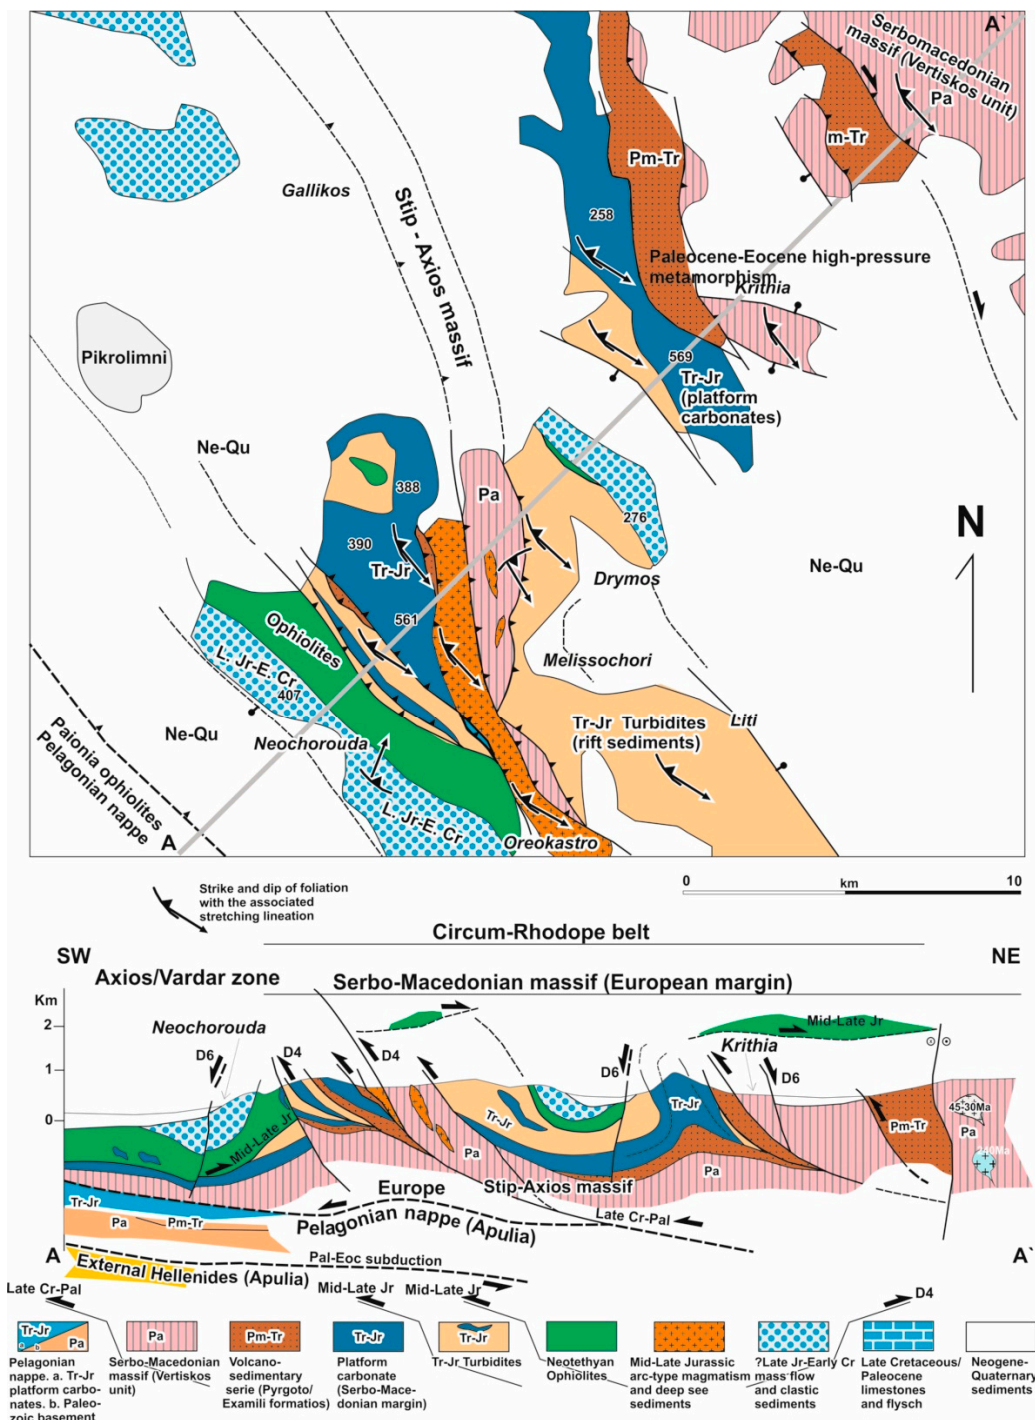 A`
Serbomacedonian
massif (Vertiskos
unit)
Pa
m-Tr
Pm-Tr
Gallikos
Stip - Axios massif
258
Paleocene-Eocene high-pressure
metamorphism
Krithia
Pikrolimni
569
Tr-Jr
(platform
carbonates)
Ne-Qu
388
Pa
276
N
390
Tr-Jr
Drymos
Ne-Qu
561
Ophiolites
Melissochori
L. Jr-E. Cr
407
Ne-Qu
Neochorouda
Tr-Jr Turbidites
(rift sediments)
Liti
Paionia ophiolites
Pelagonian nappe
L. Jr-E. Cr
A
Oreokastro
Strike and dip of foliation
with the associated
stretching lineation
0 10
km
Circum-Rhodope belt
SW NE
Axios/Vardar zone
Serbo-Macedonian massif (European margin)
Km
2
1
0
Neochorouda
D6
D4
D4
Mid-Late Jr
Krithia
D6
D6
Mid-Late Jr
Tr-Jr
Tr-Jr
45-30Ma
Pm-Tr
Pa
Pa
Pa
Ma
Europe
Stip-Axios massif
Tr-Jr
Pelagonian nappe (Apulia)
Late Cr-Pal
Pa
Pm-Tr
Pal-Eoc subduction
A A`
External Hellenides (Apulia)
Late Cr-Pal
Mid-Late Jr
Mid-Late Jr
D4
Tr-Jr
a b
Pa
Pa
Pm-Tr
Tr-Jr
Tr-Jr
Pelagonian
nappe. a. Tr-Jr
platform carbo-
nates. b. Paleo-
zoic basement
Serbo-Macedonian
massif (Vertiskos
unit)
Volcano-
sedimentary
serie (Pyrgoto/
Examili formatios)
Platform
carbonate
(Serbo-Mace-
donian margin)
Tr-Jr Turbidites
Neotethyan
Ophiolites
Mid-Late Jurassic
arc-type magmatism
and deep see
sediments
?Late Jr-Early Cr
mass flow
and clastic
sediments
Late Cretaceous/
Paleocene
limestones
and flysch
Neogene-
Quaternary
sediments